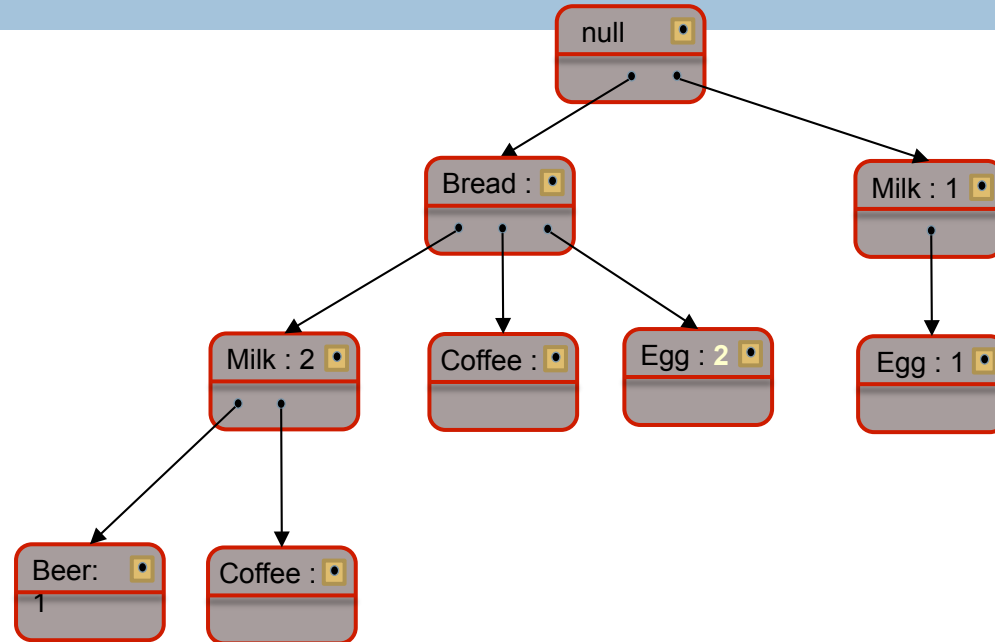 null
Bread :
Milk : 1
Milk : 2
Coffee :
Egg : 2
Egg : 1
Beer:
1
Coffee :